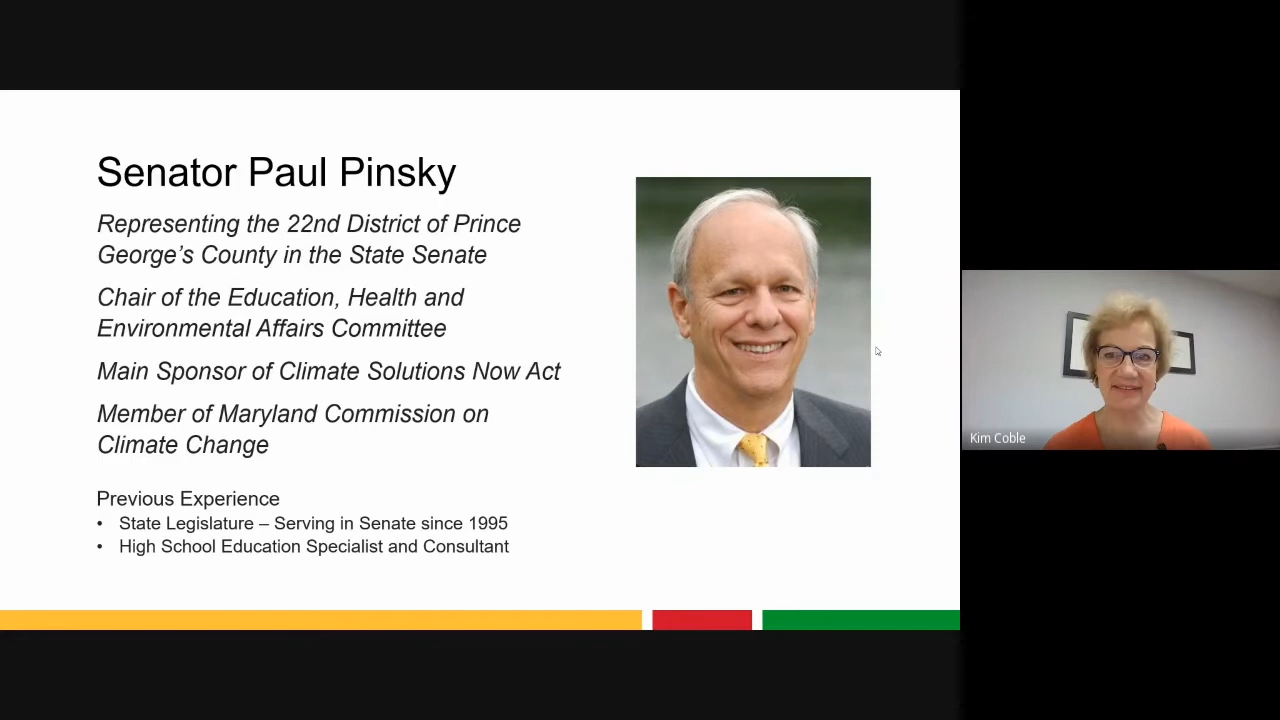 Senator Paul Pinsky
Representing the 22nd District of Prince
George’s County in the State Senate
Chair of the Education, Health and
Environmental Affairs Committee
Main Sponsor of Climate Solutions Now Act
Member of Maryland Commission on
Climate Change
Previous Experience
• State Legislature – Serving in Senate since 1995
• High School Education Specialist and Consultant
Kim Coble